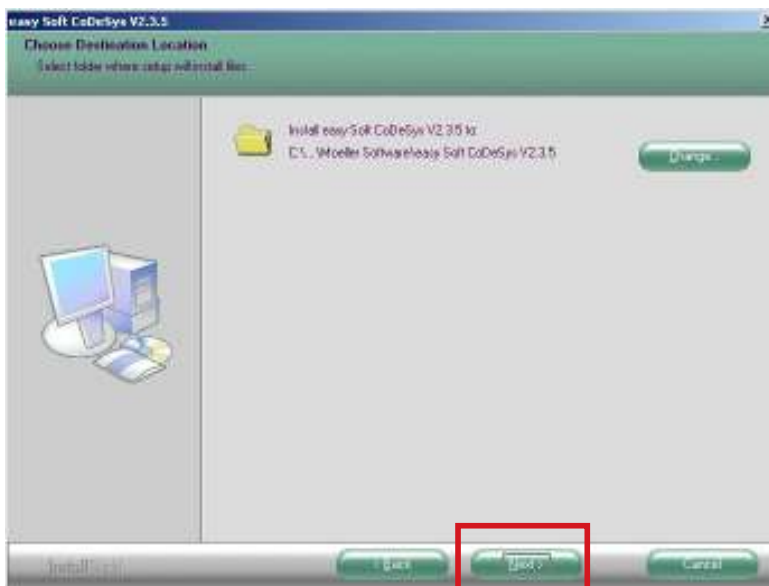 easy Soft CoDeSys V2.3.5
Choose Destination Location
Select folder where setup will install files.
Install easy Soft CoDeSys V2.3.5 to:
C:\...\Moeller Software\easy Soft CoDeSys V2.3.5
Change...
InstallShield
< Back
Next >
Cancel